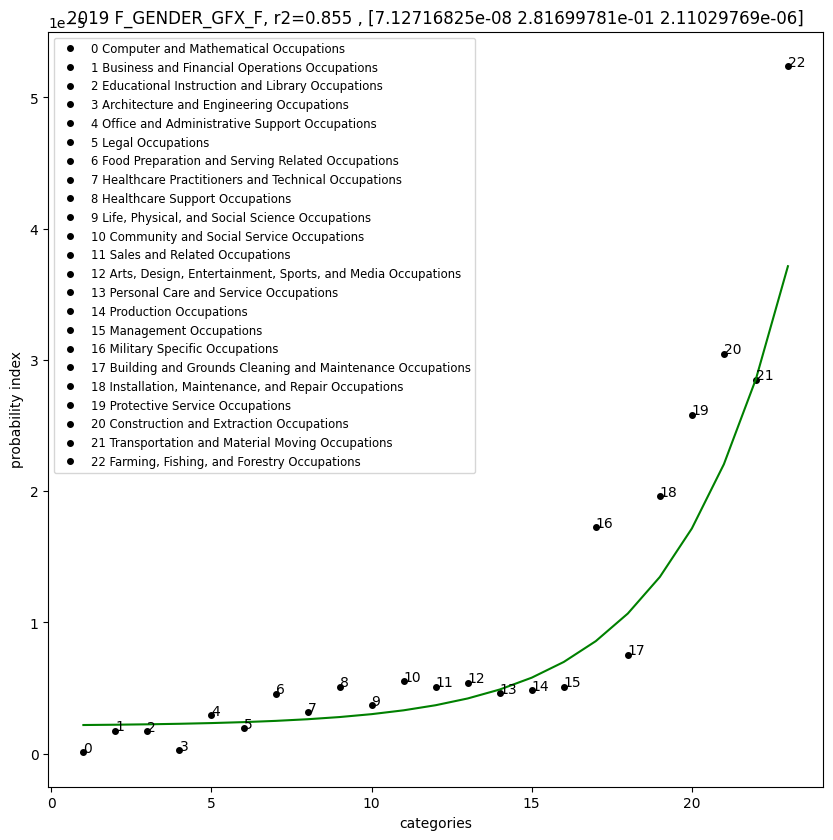 2019 F_GENDER_GFX_F, r2=0.855 , [7.12716825e-08 2.81699781e-01 2.11029769e-06]
0 Computer and Mathematical Occupations
1 Business and Financial Operations Occupations
2 Educational Instruction and Library Occupations
3 Architecture and Engineering Occupations
4 Office and Administrative Support Occupations
5 Legal Occupations
6 Food Preparation and Serving Related Occupations
7 Healthcare Practitioners and Technical Occupations
8 Healthcare Support Occupations
9 Life, Physical, and Social Science Occupations
10 Community and Social Service Occupations
11 Sales and Related Occupations
12 Arts, Design, Entertainment, Sports, and Media Occupations
13 Personal Care and Service Occupations
14 Production Occupations
15 Management Occupations
16 Military Specific Occupations
17 Building and Grounds Cleaning and Maintenance Occupations
18 Installation, Maintenance, and Repair Occupations
19 Protective Service Occupations
20 Construction and Extraction Occupations
21 Transportation and Material Moving Occupations
22 Farming, Fishing, and Forestry Occupations
22
20
21
19
18
16
17
0
1
2
3
4
5
6
7
8
9
10
11
12
13
14
15
5
4
3
2
1
0
probability index
0 5 10 15 20
categories